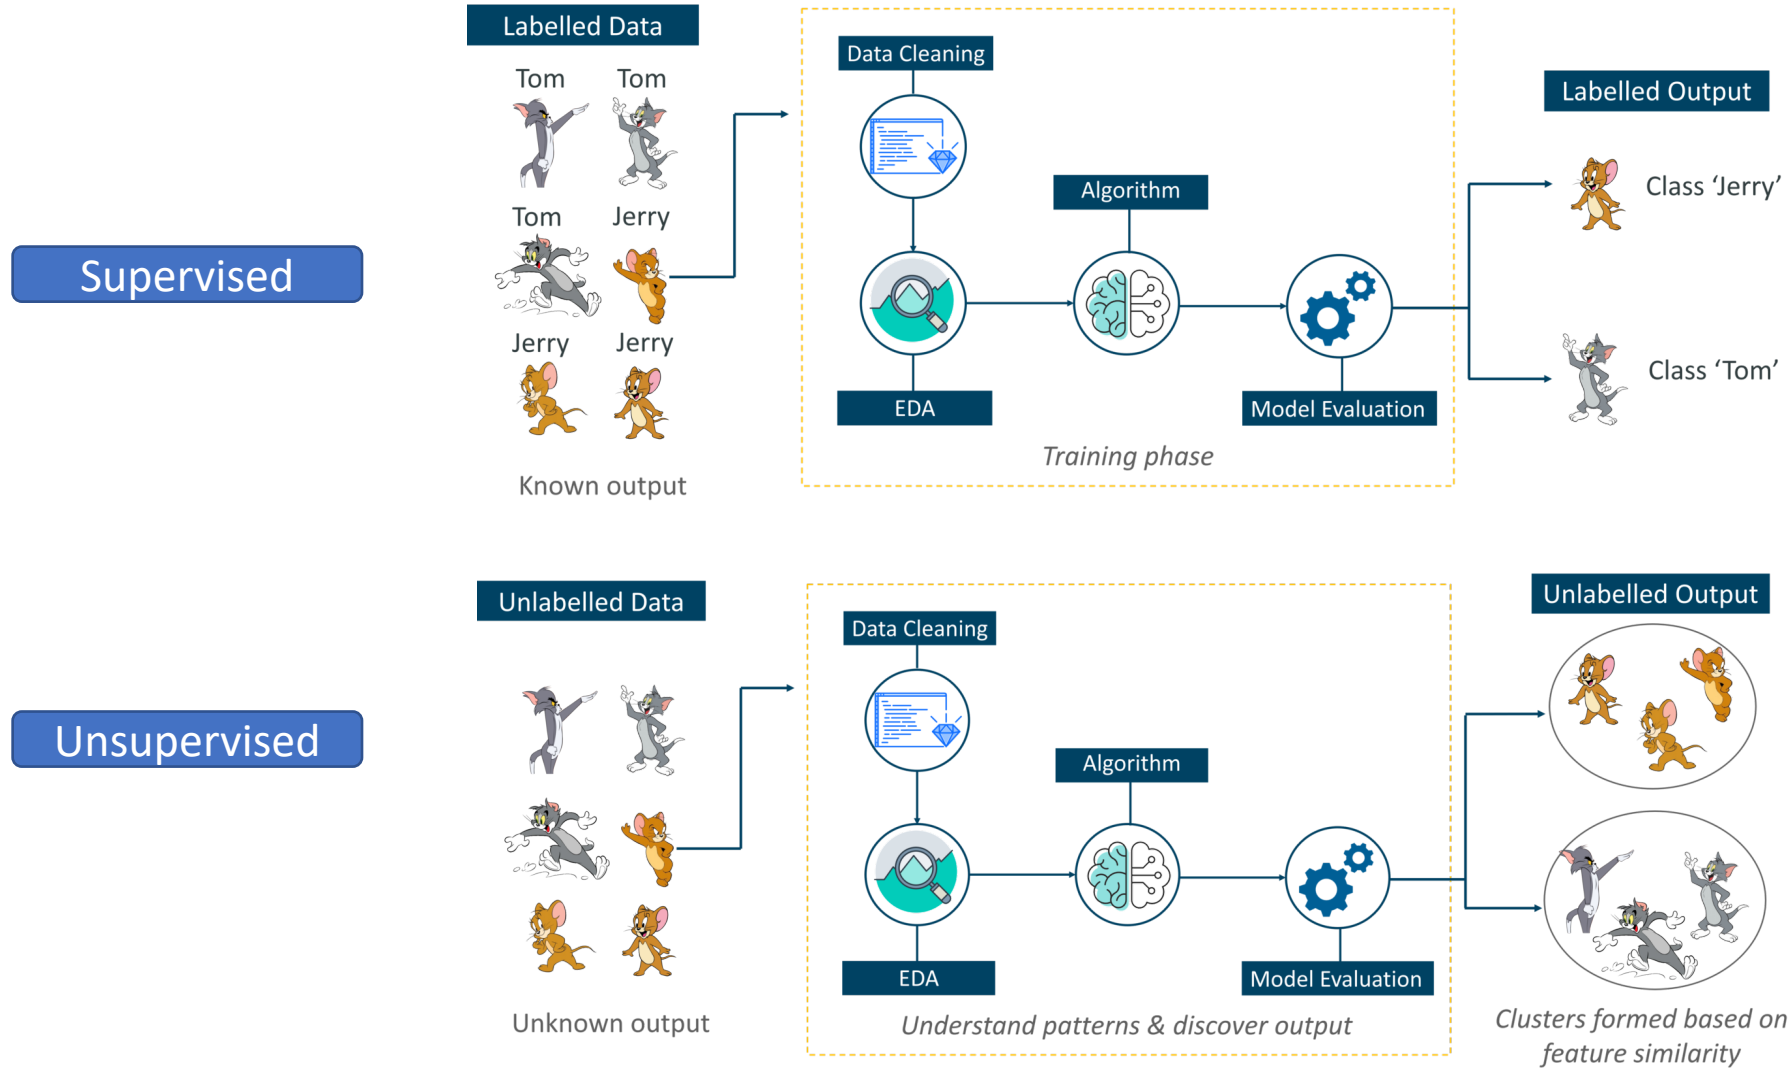 Supervised
Labelled Data
Tom
Tom
Tom
Jerry
Jerry
Jerry
Known output
Data Cleaning
Algorithm
EDA
Model Evaluation
Training phase
Labelled Output
Class ‘Jerry’
Class ‘Tom’
Unsupervised
Unlabelled Data
Unknown output
Data Cleaning
Algorithm
EDA
Model Evaluation
Understand patterns & discover output
Unlabelled Output
Clusters formed based on
feature similarity